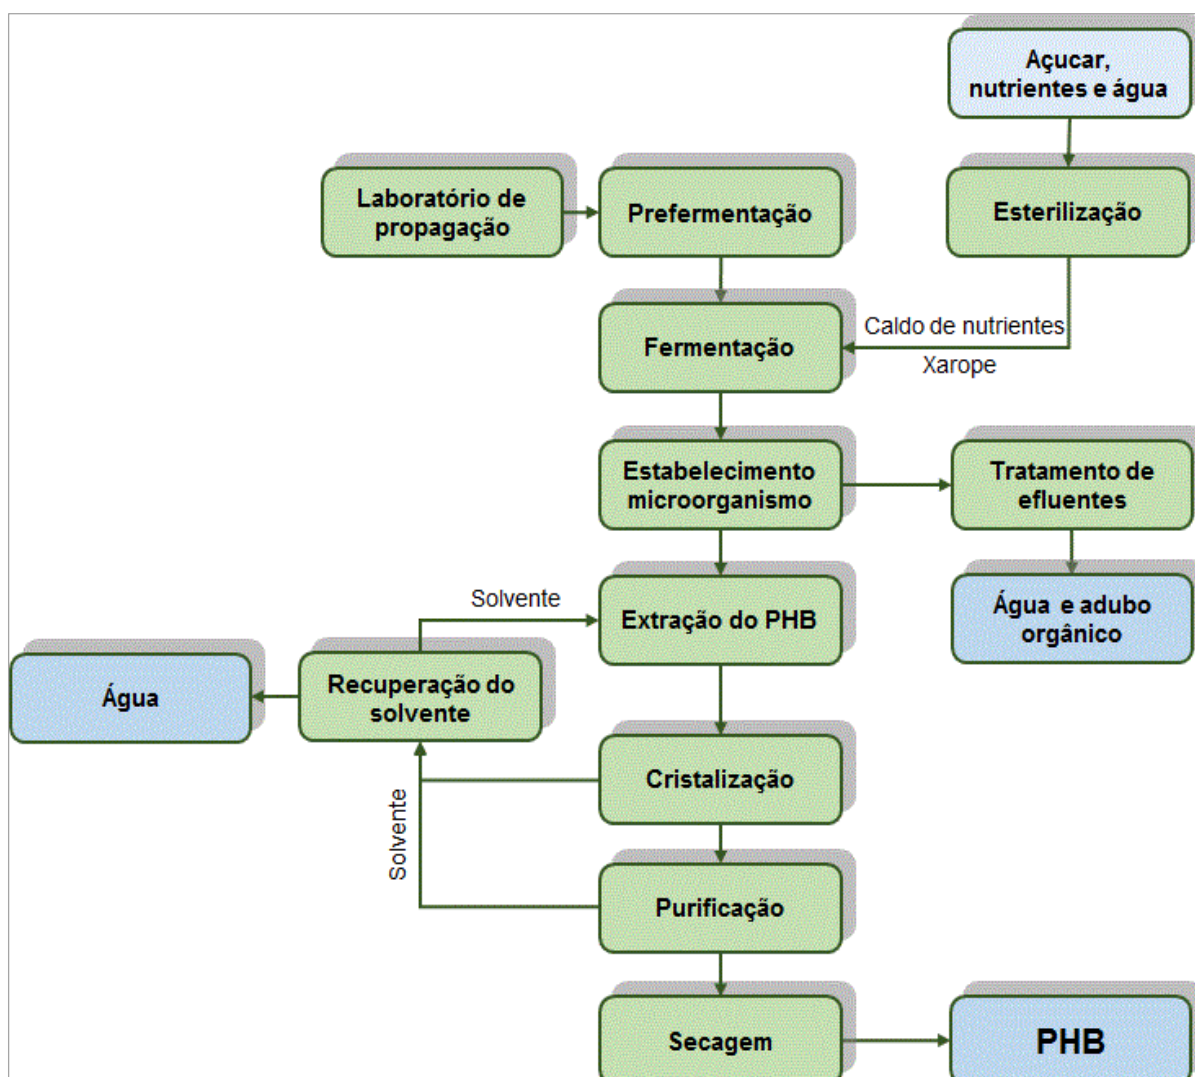 Açucar,
nutrientes e água
Laboratório de
propagação
Prefermentação
Esterilização
Fermentação
Caldo de nutrientes
Xarope
Estabelecimento
microorganismo
Tratamento de
efluentes
Solvente
Extração do PHB
Água e adubo
orgânico
Água
Recuperação do
solvente
Cristalização
Solvente
Purificação
Secagem
PHB